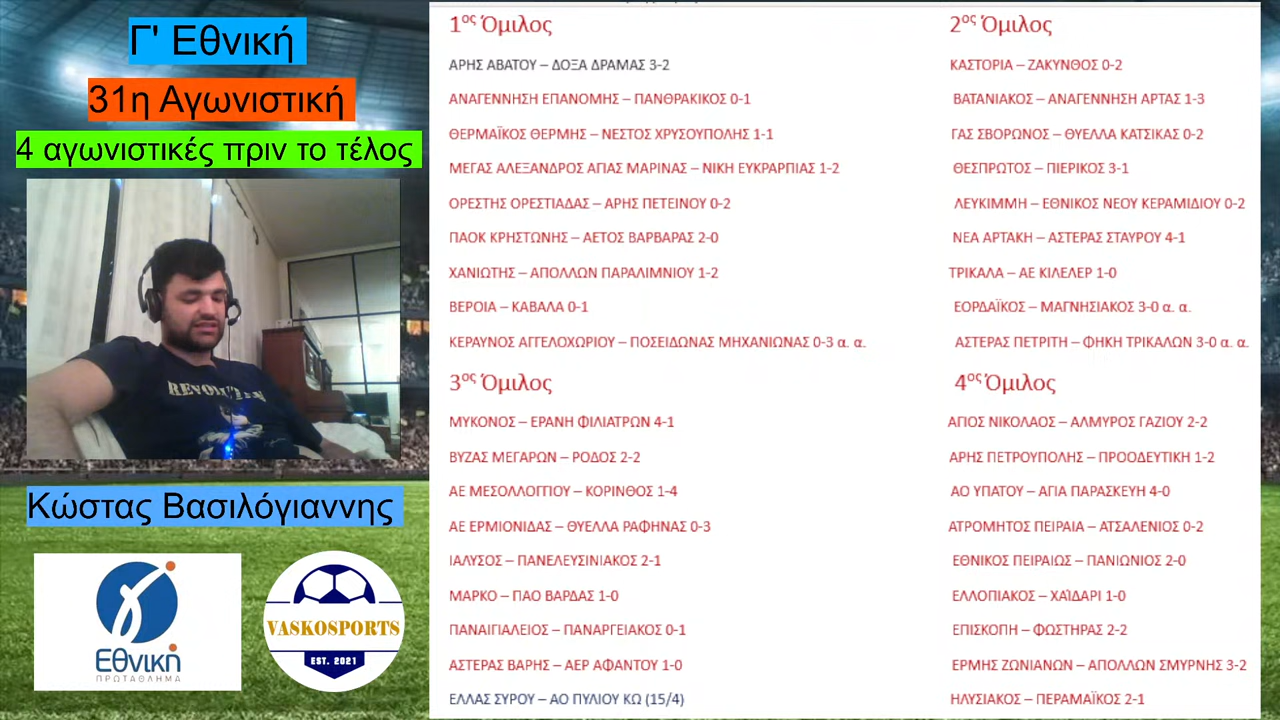 Γ' Εθνική
31η Αγωνιστική
4 αγωνιστικές πριν το τέλος
REVOLUTION
Κώστας Βασιλόγιαννης
Εθνική
ΠΡΩΤΑΘΛΗΜΑ
VASKOSPORTS
EST. 2021
1ος Όμιλος
ΑΡΗΣ ΑΒΑΤΟΥ – ΔΟΞΑ ΔΡΑΜΑΣ 3-2
ΑΝΑΓΕΝΝΗΣΗ ΕΠΑΝΟΜΗΣ – ΠΑΝΘΡΑΚΙΚΟΣ 0-1
ΘΕΡΜΑΪΚΟΣ ΘΕΡΜΗΣ – ΝΕΣΤΟΣ ΧΡΥΣΟΥΠΟΛΗΣ 1-1
ΜΕΓΑΣ ΑΛΕΞΑΝΔΡΟΣ ΑΓΙΑΣ ΜΑΡΙΝΑΣ – ΝΙΚΗ ΕΥΚΡΑΡΠΙΑΣ 1-2
ΟΡΕΣΤΗΣ ΟΡΕΣΤΙΑΔΑΣ – ΑΡΗΣ ΠΕΤΕΙΝΟΥ 0-2
ΠΑΟΚ ΚΡΗΣΤΩΝΗΣ – ΑΕΤΟΣ ΒΑΡΒΑΡΑΣ 2-0
ΧΑΝΙΩΤΗΣ – ΑΠΟΛΛΩΝ ΠΑΡΑΛΙΜΝΙΟΥ 1-2
ΒΕΡΟΙΑ – ΚΑΒΑΛΑ 0-1
ΚΕΡΑΥΝΟΣ ΑΓΓΕΛΟΧΩΡΙΟΥ – ΠΟΣΕΙΔΩΝΑΣ ΜΗΧΑΝΙΩΝΑΣ 0-3 α. α.
2ος Όμιλος
ΚΑΣΤΟΡΙΑ – ΖΑΚΥΝΘΟΣ 0-2
ΒΑΤΑΝΙΑΚΟΣ – ΑΝΑΓΕΝΝΗΣΗ ΑΡΤΑΣ 1-3
ΓΑΣ ΣΒΟΡΩΝΟΣ – ΘΥΕΛΛΑ ΚΑΤΣΙΚΑΣ 0-2
ΘΕΣΠΡΩΤΟΣ – ΠΙΕΡΙΚΟΣ 3-1
ΛΕΥΚΙΜΜΗ – ΕΘΝΙΚΟΣ ΝΕΟΥ ΚΕΡΑΜΙΔΙΟΥ 0-2
ΝΕΑ ΑΡΤΑΚΗ – ΑΣΤΕΡΑΣ ΣΤΑΥΡΟΥ 4-1
ΤΡΙΚΑΛΑ – ΑΕ ΚΙΛΕΛΕΡ 1-0
ΕΟΡΔΑΪΚΟΣ – ΜΑΓΝΗΣΙΑΚΟΣ 3-0 α. α.
ΑΣΤΕΡΑΣ ΠΕΤΡΙΤΗ – ΦΗΚΗ ΤΡΙΚΑΛΩΝ 3-0 α. α.
3ος Όμιλος
ΜΥΚΟΝΟΣ – ΕΡΑΝΗ ΦΙΛΙΑΤΡΩΝ 4-1
ΒΥΖΑΣ ΜΕΓΑΡΩΝ – ΡΟΔΟΣ 2-2
ΑΕ ΜΕΣΟΛΟΓΓΙΟΥ – ΚΟΡΙΝΘΟΣ 1-4
ΑΕ ΕΡΜΙΟΝΙΔΑΣ – ΘΥΕΛΛΑ ΡΑΦΗΝΑΣ 0-3
ΙΑΛΥΣΟΣ – ΠΑΝΕΛΕΥΣΙΝΙΑΚΟΣ 2-1
ΜΑΡΚΟ – ΠΑΟ ΒΑΡΔΑΣ 1-0
ΠΑΝΑΙΓΙΑΛΕΙΟΣ – ΠΑΝΑΡΓΕΙΑΚΟΣ 0-1
ΑΣΤΕΡΑΣ ΒΑΡΗΣ – ΑΕΡ ΑΦΑΝΤΟΥ 1-0
ΕΛΛΑΣ ΣΥΡΟΥ – ΑΟ ΠΥΛΙΟΥ ΚΩ (15/4)
4ος Όμιλος
ΑΓΙΟΣ ΝΙΚΟΛΑΟΣ – ΑΛΜΥΡΟΣ ΓΑΖΙΟΥ 2-2
ΑΡΗΣ ΠΕΤΡΟΥΠΟΛΗΣ – ΠΡΟΟΔΕΥΤΙΚΗ 1-2
ΑΟ ΥΠΑΤΟΥ – ΑΓΙΑ ΠΑΡΑΣΚΕΥΗ 4-0
ΑΤΡΟΜΗΤΟΣ ΠΕΙΡΑΙΑ – ΑΤΣΑΛΕΝΙΟΣ 0-2
ΕΘΝΙΚΟΣ ΠΕΙΡΑΙΩΣ – ΠΑΝΙΩΝΙΟΣ 2-0
ΕΛΛΟΠΙΑΚΟΣ – ΧΑΪΔΑΡΙ 1-0
ΕΠΙΣΚΟΠΗ – ΦΩΣΤΗΡΑΣ 2-2
ΕΡΜΗΣ ΖΩΝΙΑΝΩΝ – ΑΠΟΛΛΩΝ ΣΜΥΡΝΗΣ 3-2
ΗΛΥΣΙΑΚΟΣ – ΠΕΡΑΜΑΪΚΟΣ 2-1